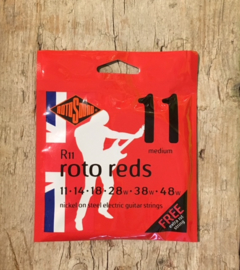 ROTOSOUND
11
medium
R11
roto reds
11·14·18·28w·38w·48w
nickel on steel electric guitar strings
FREE